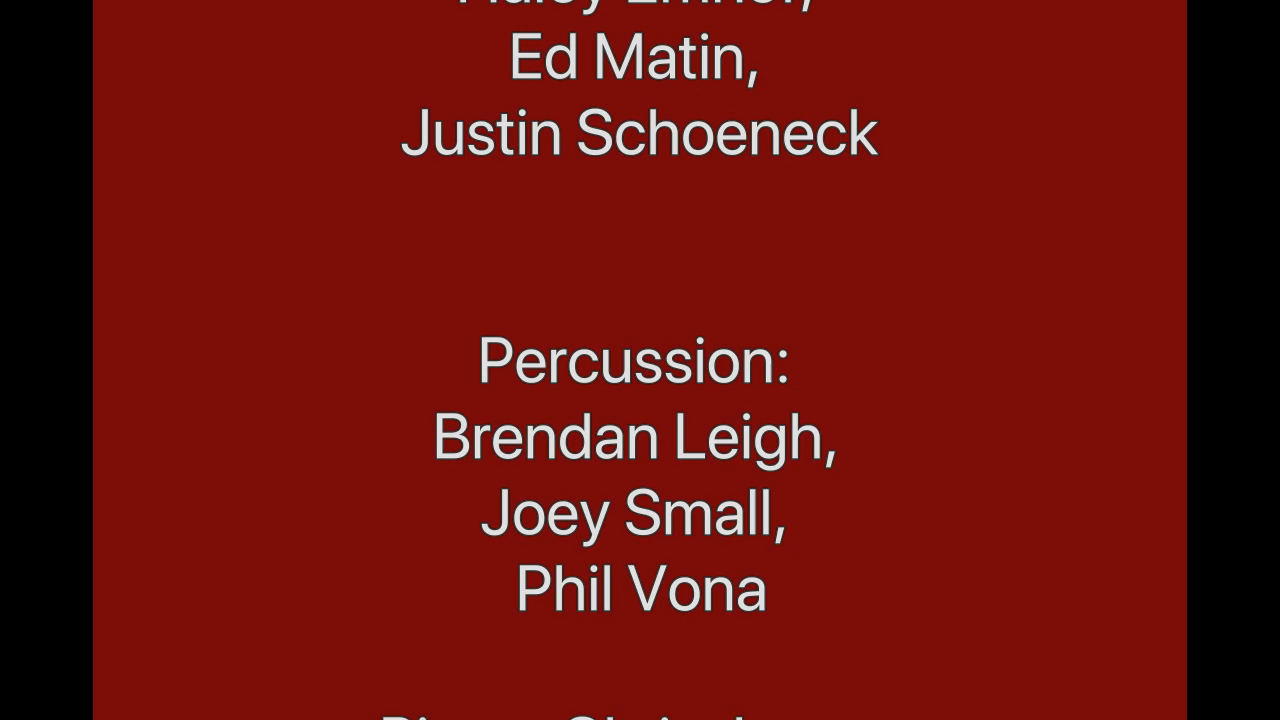 Ed Matin,
Justin Schoeneck
Percussion:
Brendan Leigh,
Joey Small,
Phil Vona